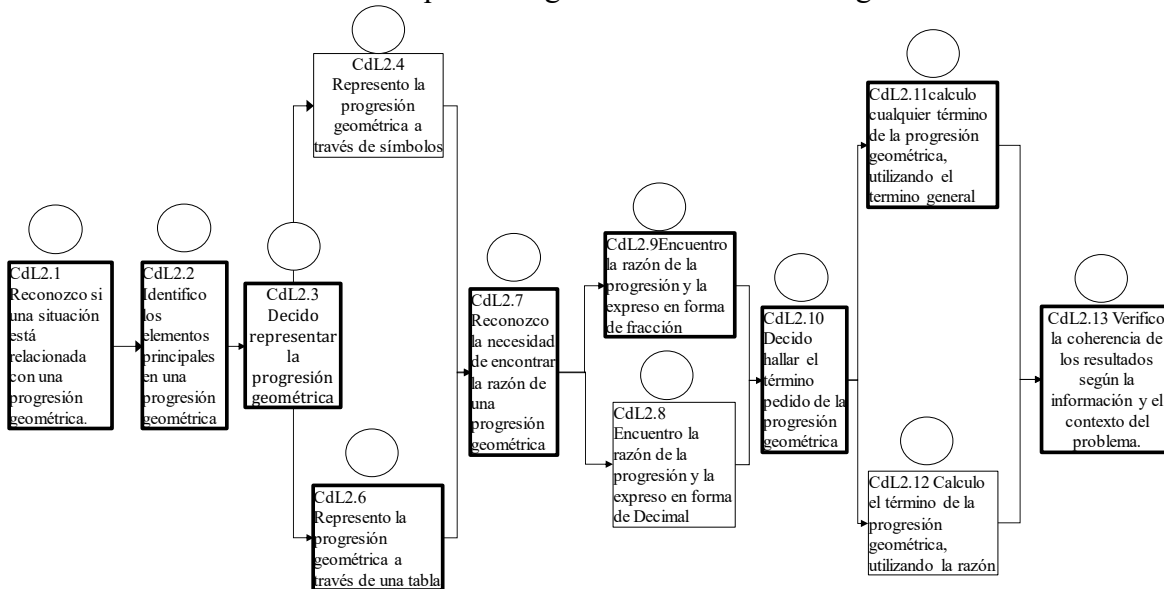 CdL2.4
Represento la
progresión
geométrica a
través de símbolos
CdL2.11calculo
cualquier término
de la progresión
geométrica,
utilizando el
termino general
CdL2.1
Reconozco si
una situación
está
relacionada
con una
progresión
geométrica.
CdL2.2
Identifico
los
elementos
principales
en una
progresión
geométrica
CdL2.3
Decido
representar
la
progresión
geométrica
CdL2.7
Reconozco
la necesidad
de encontrar
la razón de
una
progresión
geométrica
CdL2.9Encuentro
la razón de la
progresión y la
expreso en forma
de fracción
CdL2.10
Decido
hallar el
término
pedido de la
progresión
geométrica
CdL2.13 Verifico
la coherencia de
los resultados
según la
información y el
contexto del
problema.
CdL2.8
Encuentro la
razón de la
progresión y la
expreso en forma
de Decimal
CdL2.6
Represento la
progresión
geométrica a
través de una tabla
CdL2.12 Calculo
el término de la
progresión
geométrica,
utilizando la razón